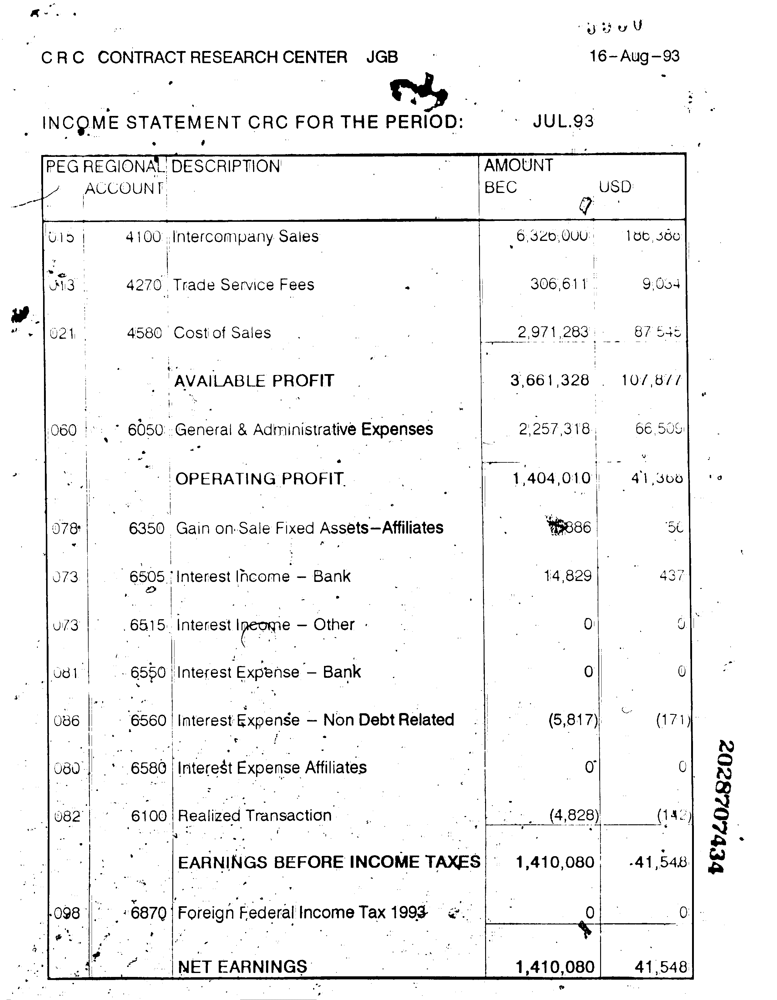 C R C CONTRACT RESEARCH CENTER JGB 16-Aug-93
INCOME STATEMENT CRC FOR THE PERIOD: JUL.93
PEG REGIONAL DESCRIPTION AMOUNT
ACCOUNT BEC USD
015 4100 Intercompany Sales 6,326,000 186,388
013 4270 Trade Service Fees 306,611 9,034
021 4580 Cost of Sales 2,971,283 87 545
AVAILABLE PROFIT 3,661,328 107,877
060 6050 General & Administrative Expenses 2,257,318 66,509
OPERATING PROFIT 1,404,010 41,368
078 6350 Gain on Sale Fixed Assets-Affiliates
073 6505 Interest Income - Bank 14,829 437
073 6515 Interest Income - Other 0 0
081 6550 Interest Expense - Bank 0 0
086 6560 Interest Expense - Non Debt Related (5,817) (171)
080 6580 Interest Expense Affiliates 0 0
082 6100 Realized Transaction (4,828) (142)
EARNINGS BEFORE INCOME TAXES 1,410,080 41,548
098 6870 Foreign Federal Income Tax 1993 0 0
NET EARNINGS 1,410,080 41,548
2028707434